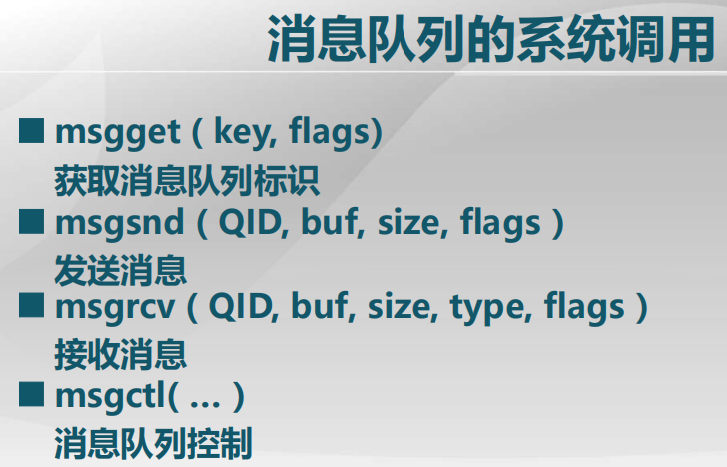 消息队列的系统调用
■ msgget ( key, flags)
获取消息队列标识
■ msgsnd ( QID, buf, size, flags )
发送消息
■ msgrcv ( QID, buf, size, type, flags )
接收消息
■ msgctl( … )
消息队列控制